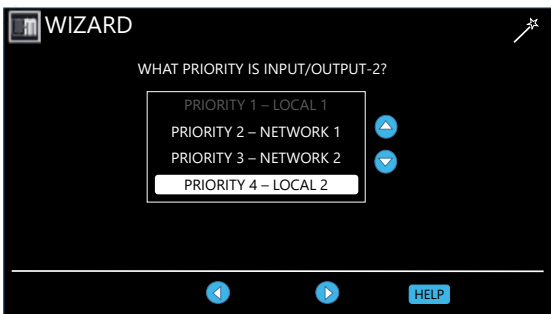 WIZARD
WHAT PRIORITY IS INPUT/OUTPUT-2?
PRIORITY 1 – LOCAL 1
PRIORITY 2 – NETWORK 1
PRIORITY 3 – NETWORK 2
PRIORITY 4 – LOCAL 2
HELP